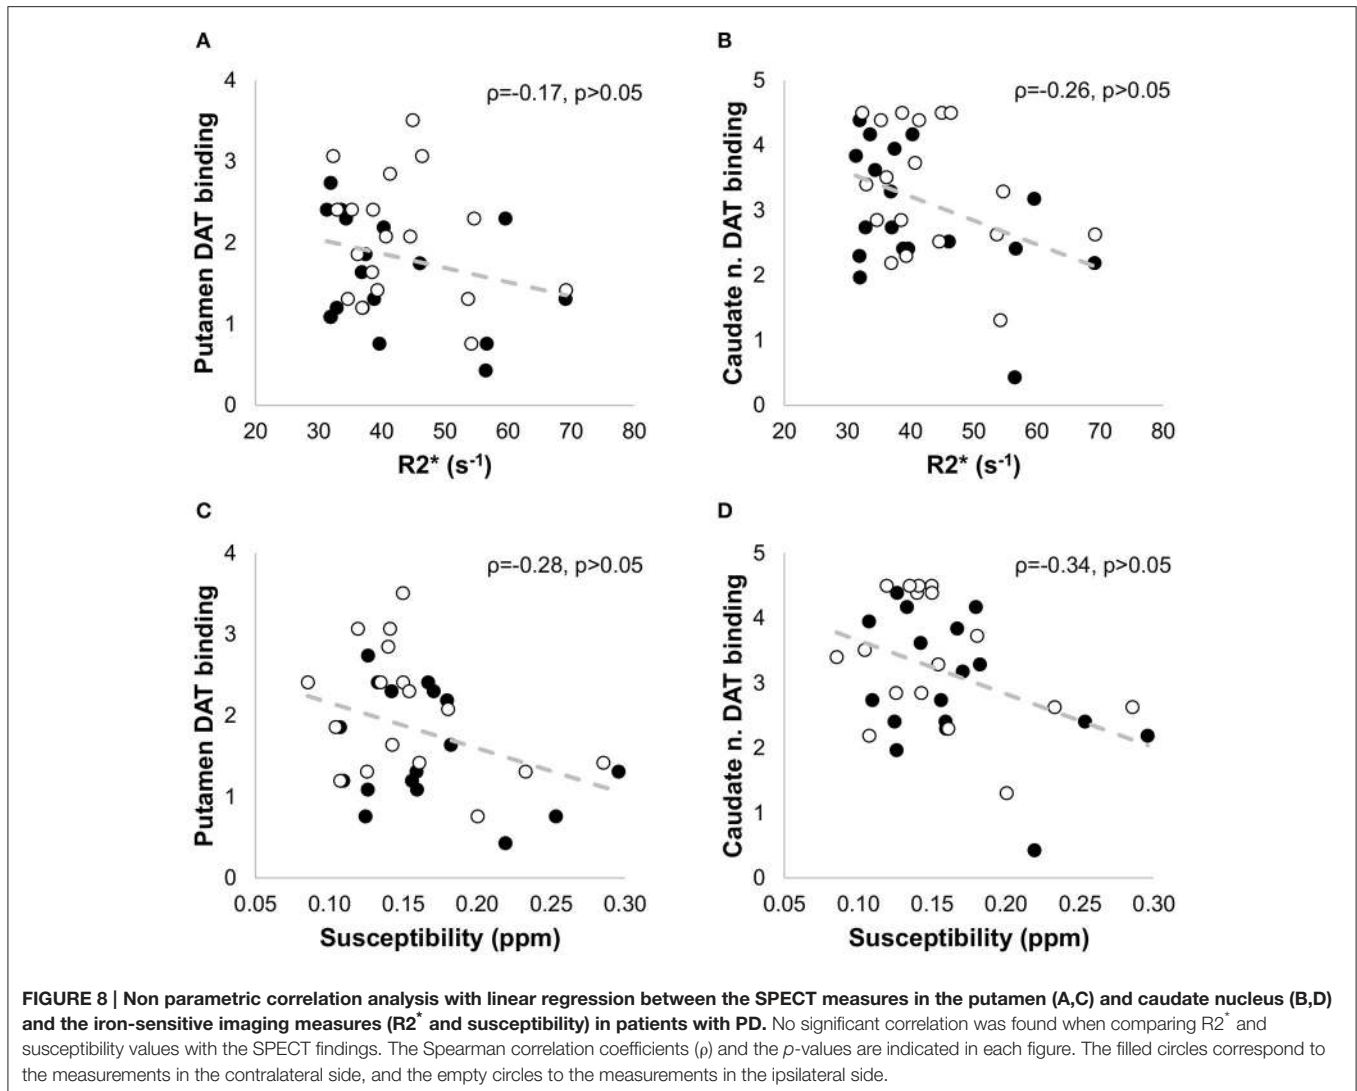 A
ρ=-0.17, p>0.05
Putamen DAT binding
4
3
2
1
0
20 30 40 50 60 70 80
R2* (s⁻¹)
B
ρ=-0.26, p>0.05
Caudate n. DAT binding
5
4
3
2
1
0
20 30 40 50 60 70 80
R2* (s⁻¹)
C
ρ=-0.28, p>0.05
Putamen DAT binding
4
3
2
1
0
0.05 0.10 0.15 0.20 0.25 0.30
Susceptibility (ppm)
D
ρ=-0.34, p>0.05
Caudate n. DAT binding
5
4
3
2
1
0
0.05 0.10 0.15 0.20 0.25 0.30
Susceptibility (ppm)
FIGURE 8 | Non parametric correlation analysis with linear regression between the SPECT measures in the putamen (A,C) and caudate nucleus (B,D)
and the iron-sensitive imaging measures (R2* and susceptibility) in patients with PD. No significant correlation was found when comparing R2* and
susceptibility values with the SPECT findings. The Spearman correlation coefficients (ρ) and the p-values are indicated in each figure. The filled circles correspond to
the measurements in the contralateral side, and the empty circles to the measurements in the ipsilateral side.